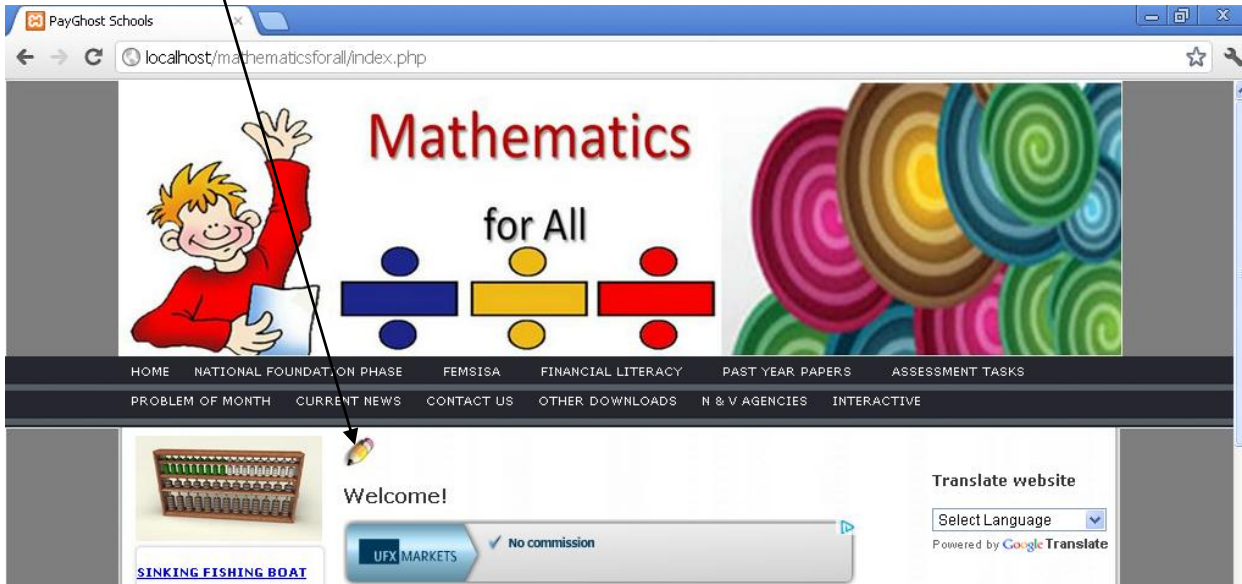 PayGhost Schools
localhost/mathematicsforall/index.php
Mathematics
for All
HOME NATIONAL FOUNDATION PHASE FEMSISA FINANCIAL LITERACY PAST YEAR PAPERS ASSESSMENT TASKS
PROBLEM OF MONTH CURRENT NEWS CONTACT US OTHER DOWNLOADS N & V AGENCIES INTERACTIVE
Welcome!
UFX MARKETS
No commission
SINKING FISHING BOAT
Translate website
Select Language
Powered by Google Translate